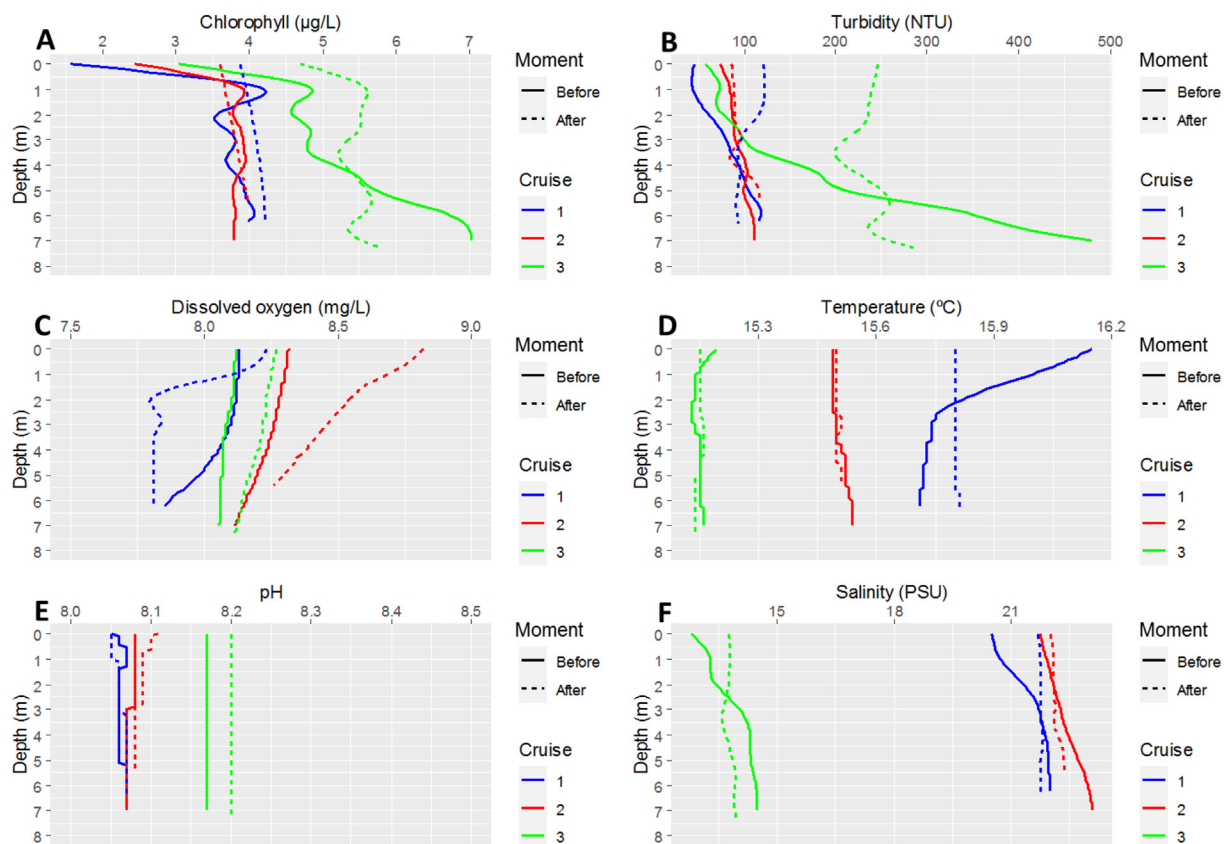 A
Chlorophyll (µg/L)
2 3 4 5 6 7
0
1
2
3
4
5
6
7
8
Depth (m)
Moment
Before
After
Cruise
1
2
3
B
Turbidity (NTU)
100 200 300 400 500
0
1
2
3
4
5
6
7
8
Depth (m)
Moment
Before
After
Cruise
1
2
3
C
Dissolved oxygen (mg/L)
7.5 8.0 8.5 9.0
0
1
2
3
4
5
6
7
8
Depth (m)
Moment
Before
After
Cruise
1
2
3
D
Temperature (ºC)
15.3 15.6 15.9 16.2
0
1
2
3
4
5
6
7
8
Depth (m)
Moment
Before
After
Cruise
1
2
3
E
pH
8.0 8.1 8.2 8.3 8.4 8.5
0
1
2
3
4
5
6
7
8
Depth (m)
Moment
Before
After
Cruise
1
2
3
F
Salinity (PSU)
15 18 21
0
1
2
3
4
5
6
7
8
Depth (m)
Moment
Before
After
Cruise
1
2
3